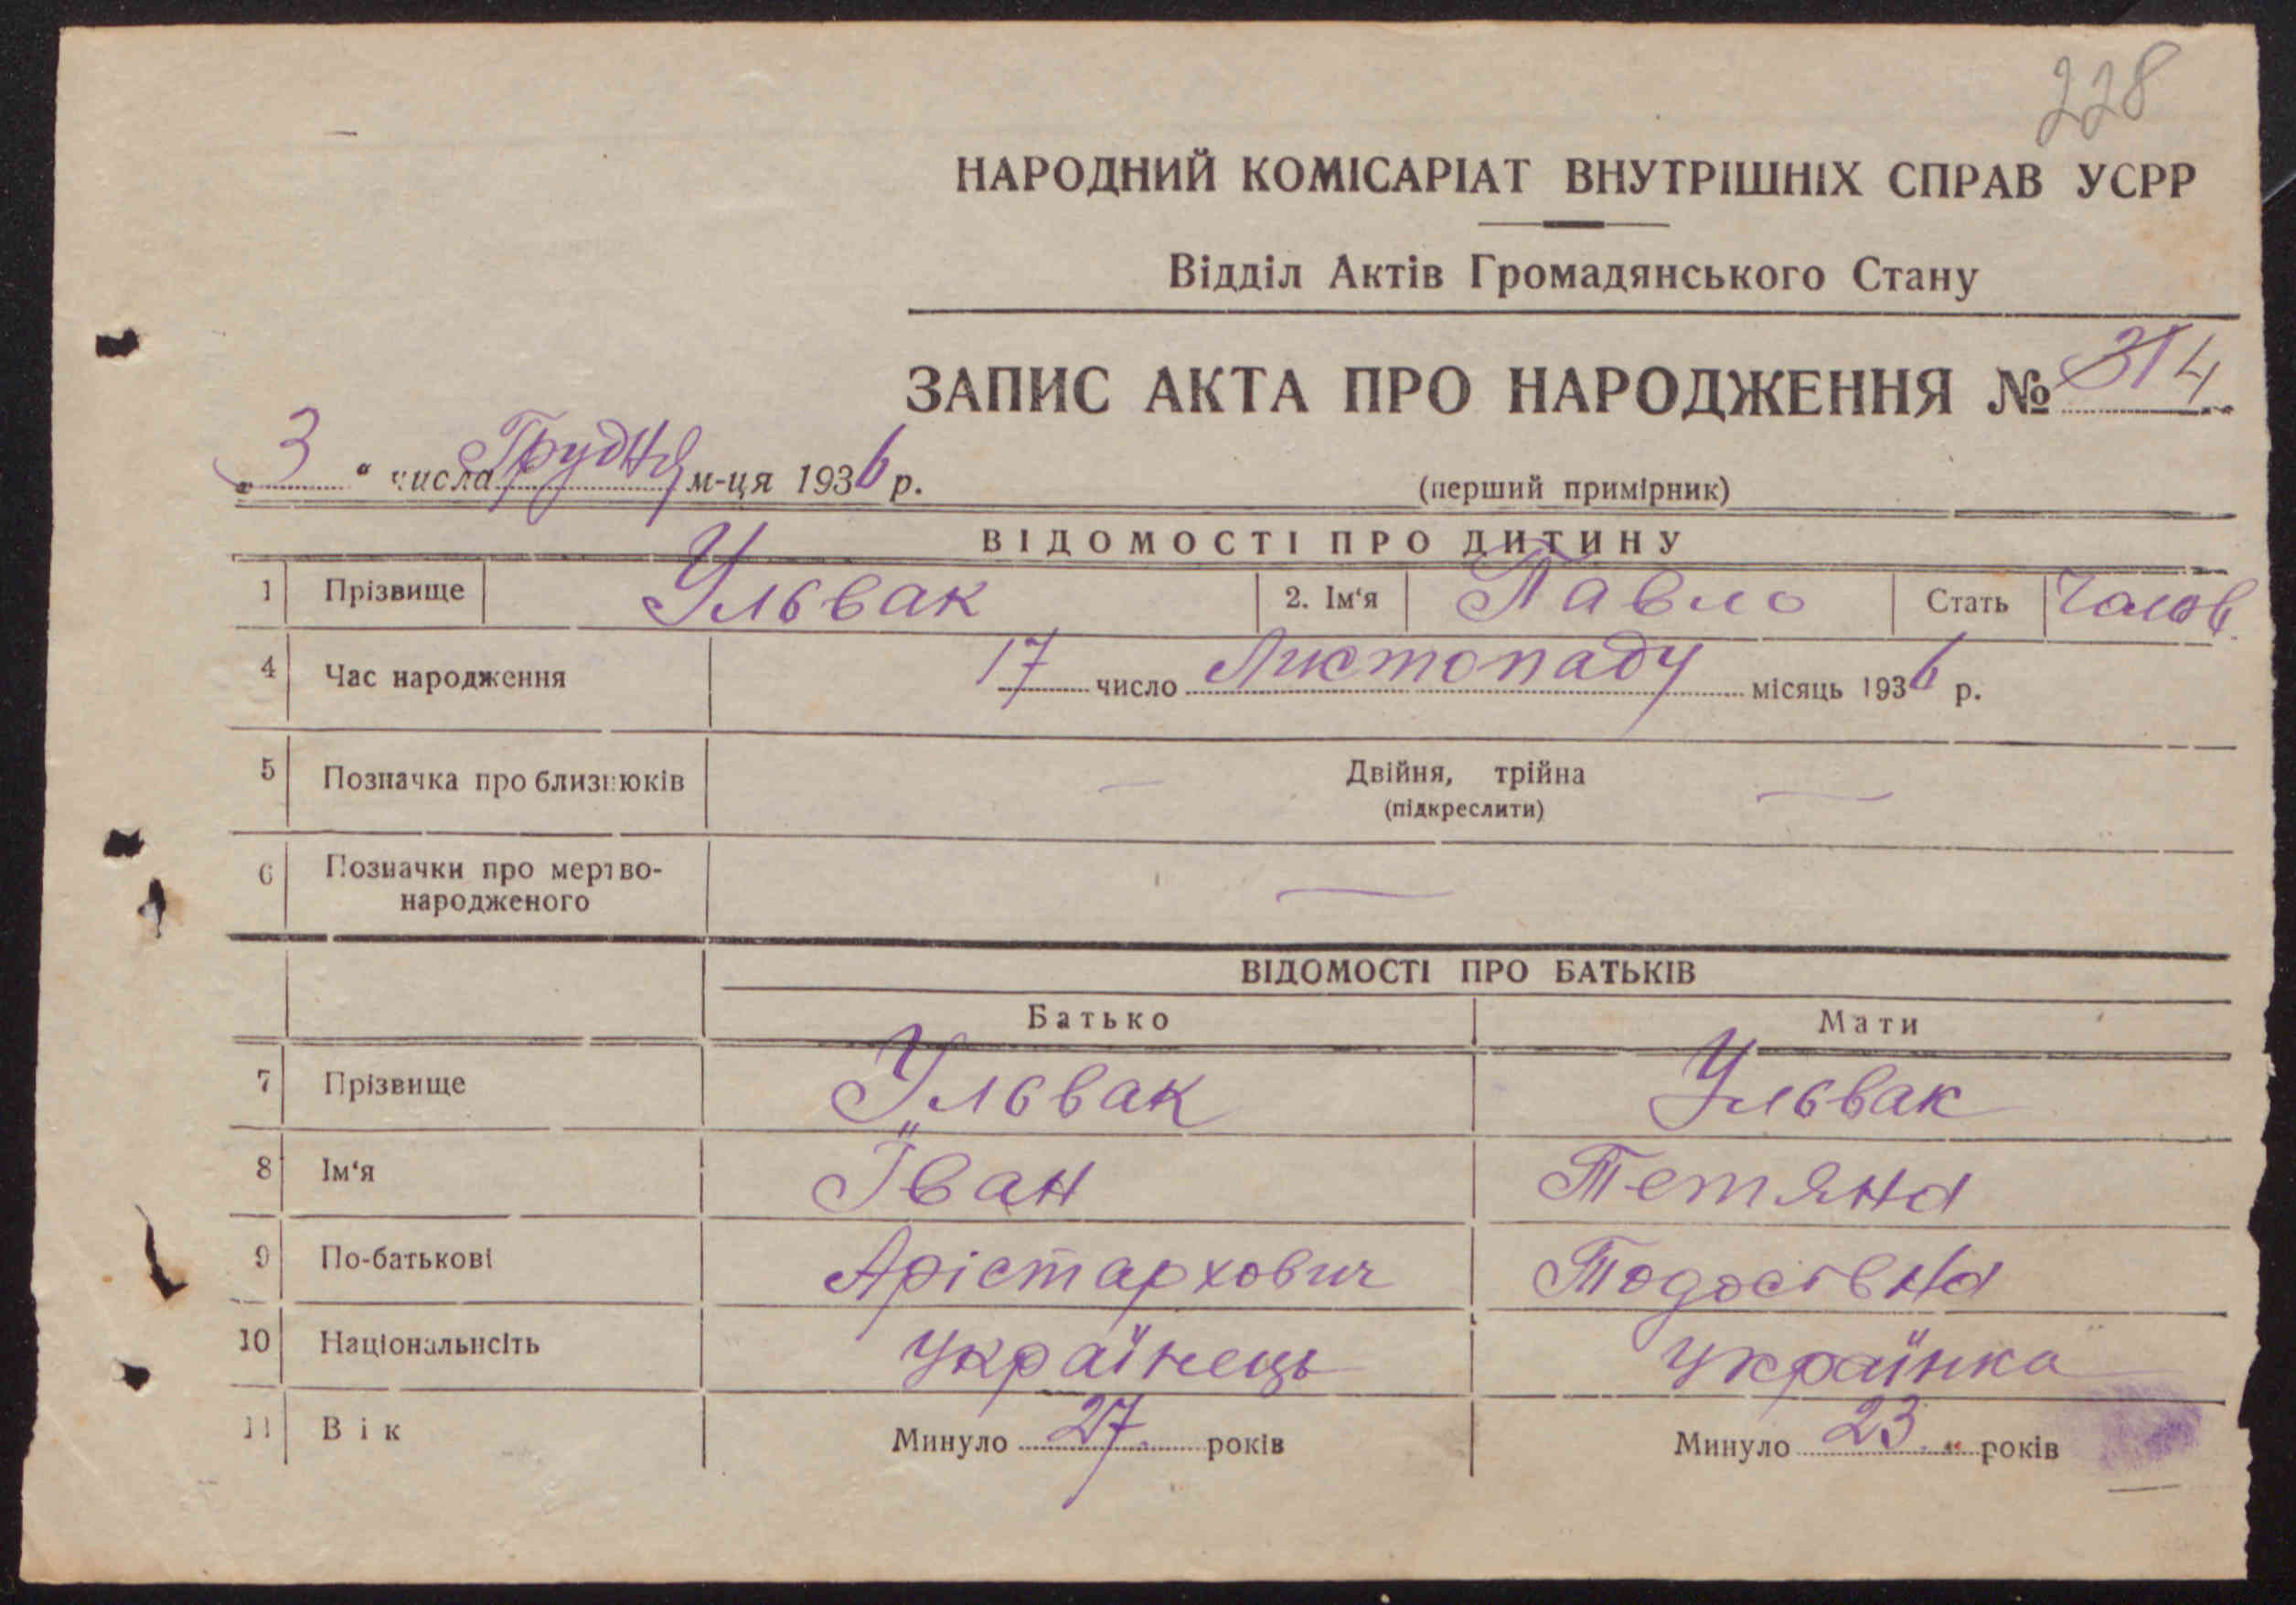 228
НАРОДНИЙ КОМІСАРІАТ ВНУТРІШНІХ СПРАВ УСРР
Відділ Актів Громадянського Стану
ЗАПИС АКТА ПРО НАРОДЖЕННЯ № 314
„ 3 “ числа Грудня м-ця 1936 р.
(перший примірник)
ВІДОМОСТІ ПРО ДИТИНУ
1 Прізвище Ульвак 2. Ім'я Павло Стать Чолов.
4 Час народження 17 число Листопаду місяць 1936 р.
5 Позначка про близнюків — Двійня, трійна —
(підкреслити)
6 Позначки про мертво-
народженого —
ВІДОМОСТІ ПРО БАТЬКІВ
Батько Мати
7 Прізвище Ульвак Ульвак
8 Ім'я Іван Тетяна
9 По-батькові Арістархович Тодосівна
10 Національнсіть Українець Українка
11 Вік Минуло 27 років Минуло 23 років